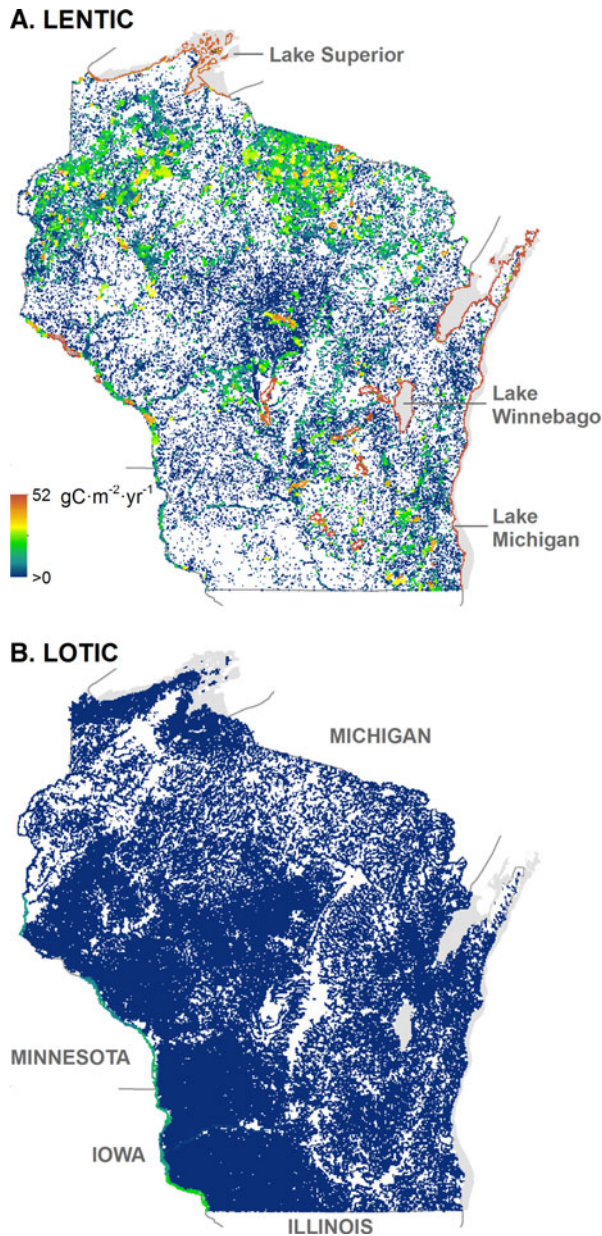 A. LENTIC
Lake Superior
Lake
Winnebago
52 gC·m⁻²·yr⁻¹
>0
Lake
Michigan
B. LOTIC
MICHIGAN
MINNESOTA
IOWA
ILLINOIS